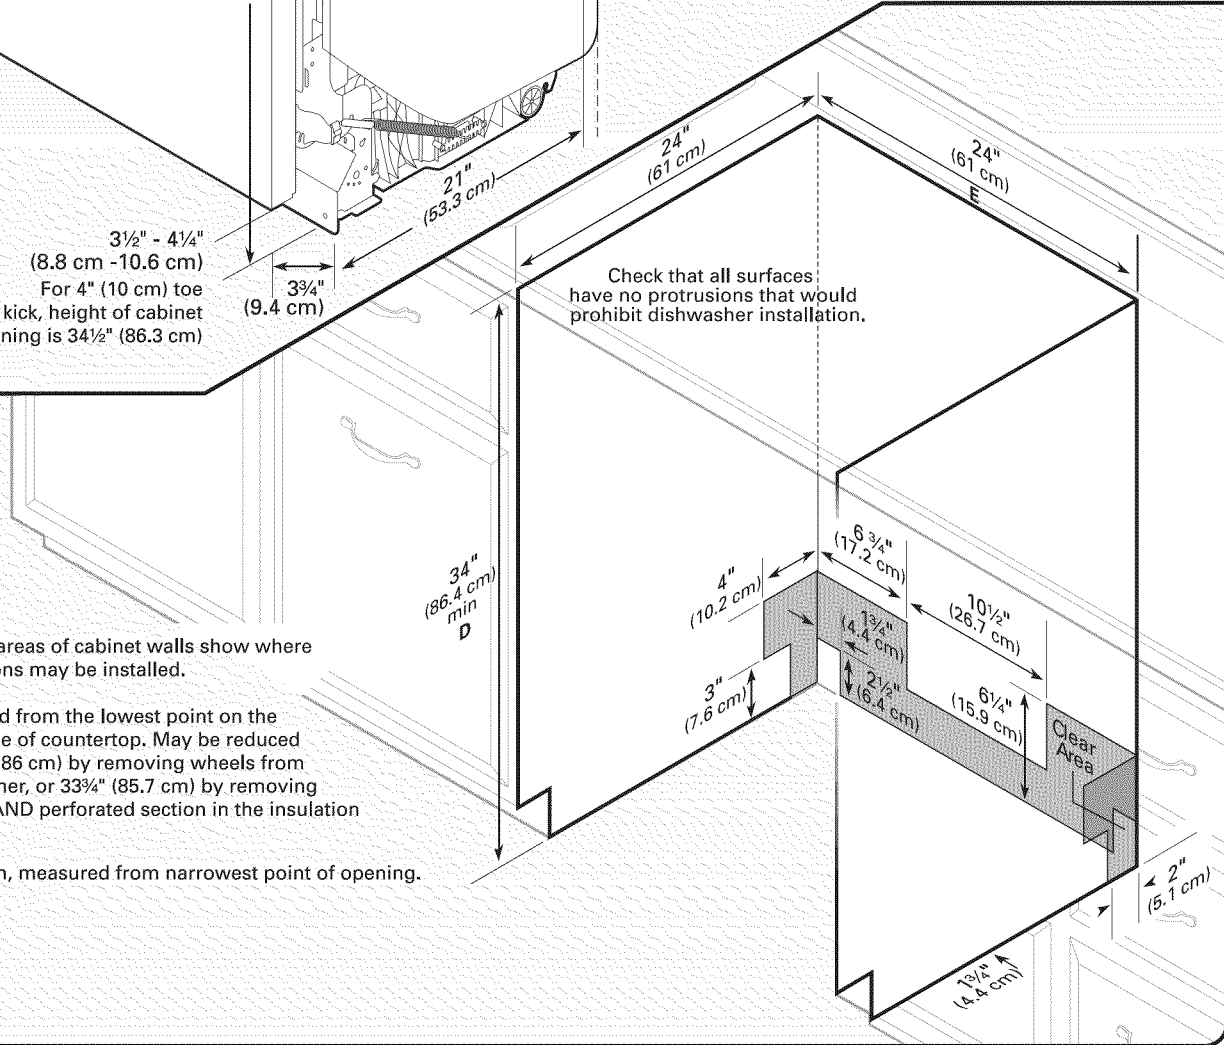 24"
(61 cm)
24"
(61 cm)
E
21"
(53.3 cm)
3½" - 4¼"
(8.8 cm -10.6 cm)
For 4" (10 cm) toe
kick, height of cabinet
ning is 34½" (86.3 cm)
3¾"
(9.4 cm)
Check that all surfaces
have no protrusions that would
prohibit dishwasher installation.
34"
(86.4 cm)
min
D
6 ¾"
(17.2 cm)
4"
(10.2 cm)
10½"
(26.7 cm)
1¾"
(4.4 cm)
2½"
(6.4 cm)
3"
(7.6 cm)
6¼"
(15.9 cm)
Clear
Area
areas of cabinet walls show where
ons may be installed.
d from the lowest point on the
e of countertop. May be reduced
86 cm) by removing wheels from
ner, or 33¾" (85.7 cm) by removing
AND perforated section in the insulation
n, measured from narrowest point of opening.
2"
(5.1 cm)
1¾"
(4.4 cm)